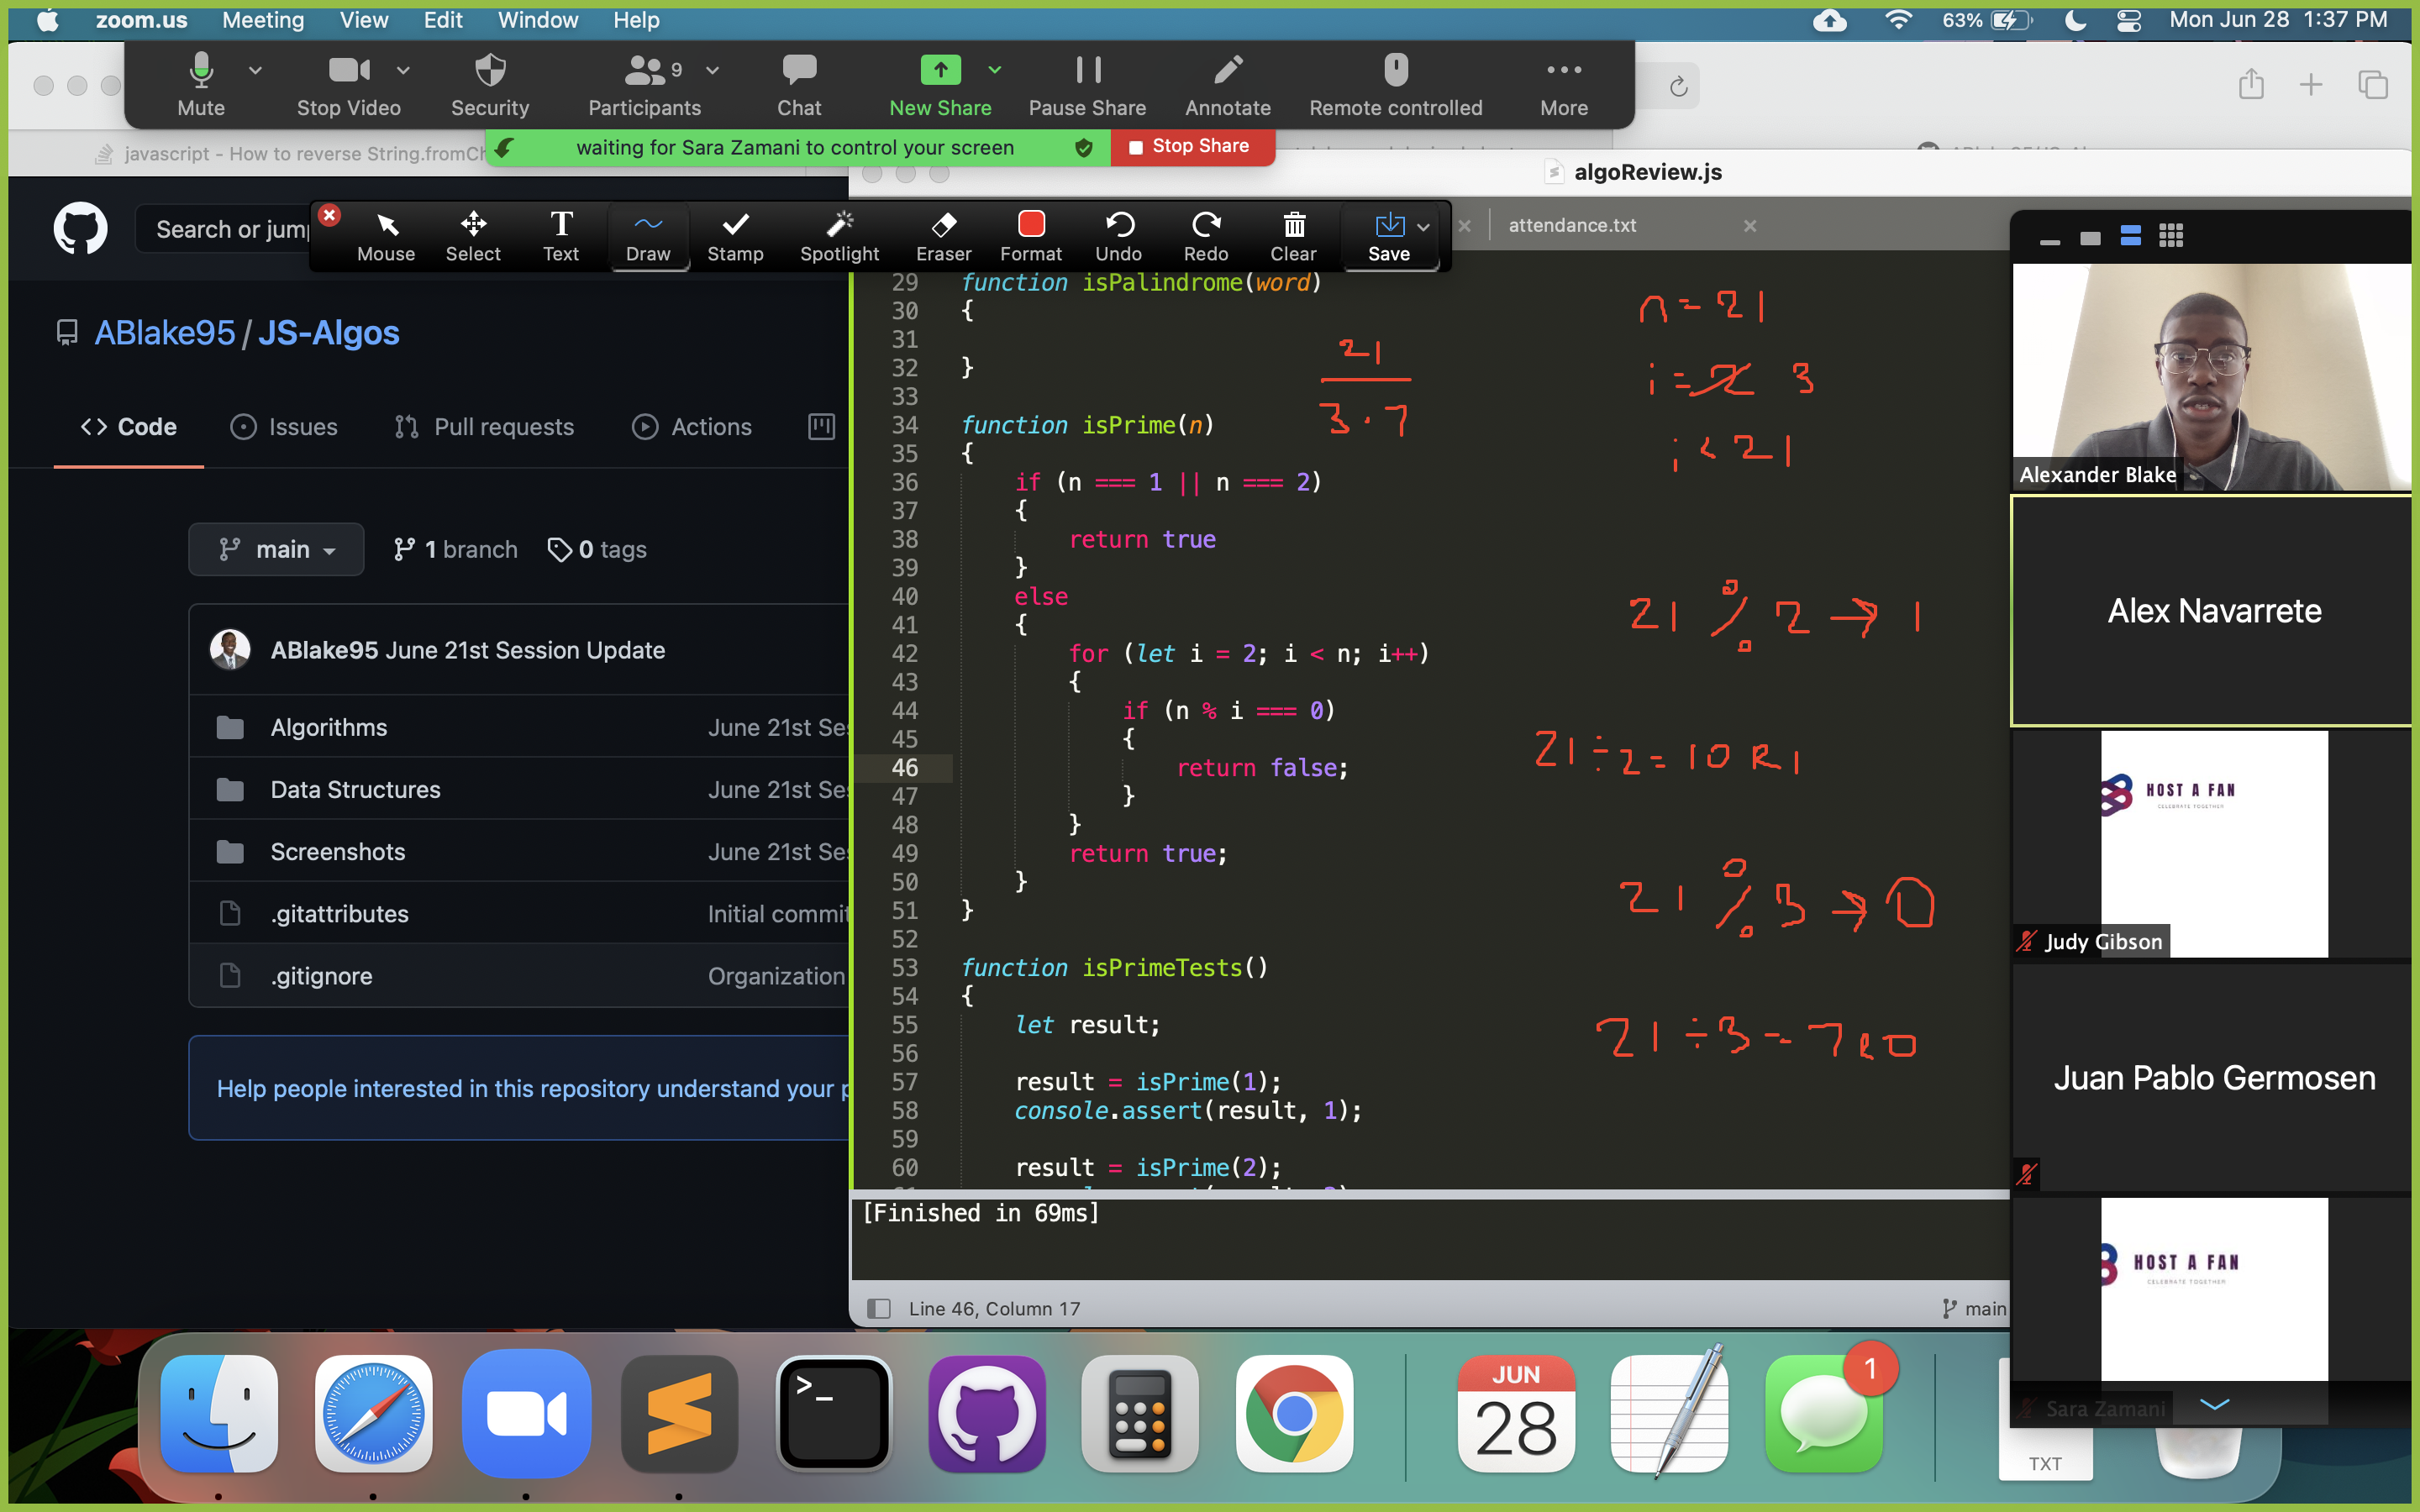 zoom.us Meeting View Edit Window Help 63% Mon Jun 28 1:37 PM
Mute Stop Video Security Participants 9 Chat New Share Pause Share Annotate Remote controlled More
waiting for Sara Zamani to control your screen Stop Share
javascript - How to reverse String.fromCh
algoReview.js
Search or jump
Mouse Select Text Draw Stamp Spotlight Eraser Format Undo Redo Clear Save
attendance.txt
ABlake95/JS-Algos
Code Issues Pull requests Actions
main 1 branch 0 tags
ABlake95 June 21st Session Update
Algorithms June 21st Ses
Data Structures June 21st Ses
Screenshots June 21st Ses
.gitattributes Initial commit
.gitignore Organization
Help people interested in this repository understand your p
29 function isPalindrome(word)
30 {
31
32 }
33
34 function isPrime(n)
35 {
36 if (n === 1 || n === 2)
37 {
38 return true
39 }
40 else
41 {
42 for (let i = 2; i < n; i++)
43 {
44 if (n % i === 0)
45 {
46 return false;
47 }
48 }
49 return true;
50 }
51 }
52
53 function isPrimeTests()
54 {
55 let result;
56
57 result = isPrime(1);
58 console.assert(result, 1);
59
60 result = isPrime(2);
21
3 · 7
n = 21
i = 2 3
i < 21
21 % 2 → 1
21 ÷ 2 = 10 R1
21 % 3 → 0
21 ÷ 3 = 7 R0
[Finished in 69ms]
Line 46, Column 17 main
Alexander Blake
Alex Navarrete
HOST A FAN
CELEBRATE TOGETHER
Judy Gibson
Juan Pablo Germosen
HOST A FAN
CELEBRATE TOGETHER
Sara Zamani
>_
JUN
28
1
TXT